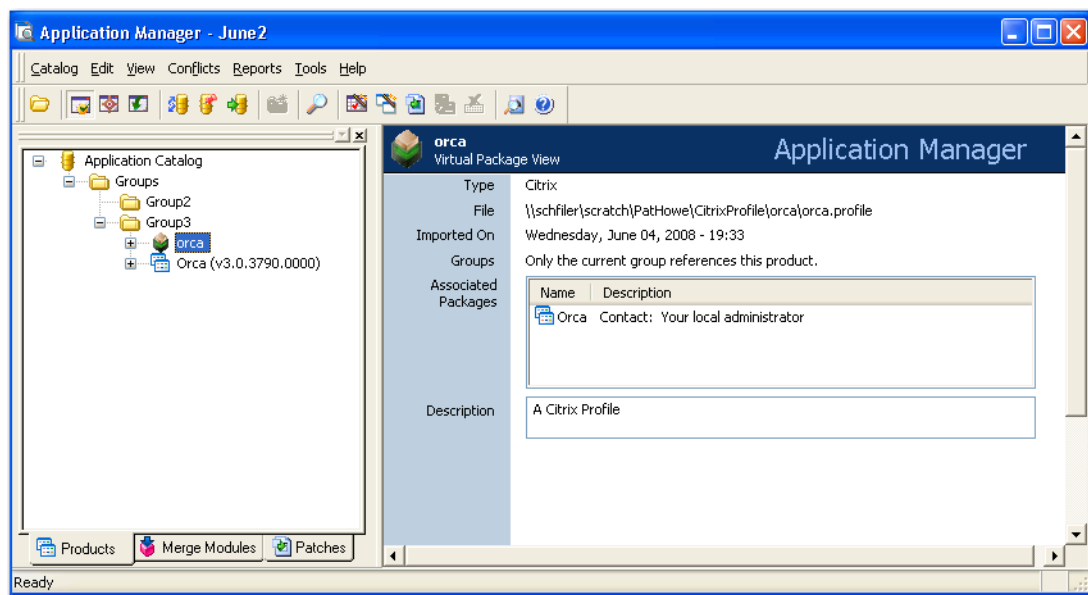 Application Manager - June2
Catalog Edit View Conflicts Reports Tools Help
Application Catalog
Groups
Group2
Group3
orca
Orca (v3.0.3790.0000)
Products Merge Modules Patches
orca
Virtual Package View
Application Manager
Type Citrix
File \\schfiler\scratch\PatHowe\CitrixProfile\orca\orca.profile
Imported On Wednesday, June 04, 2008 - 19:33
Groups Only the current group references this product.
Associated
Packages
Name Description
Orca Contact: Your local administrator
Description A Citrix Profile
Ready